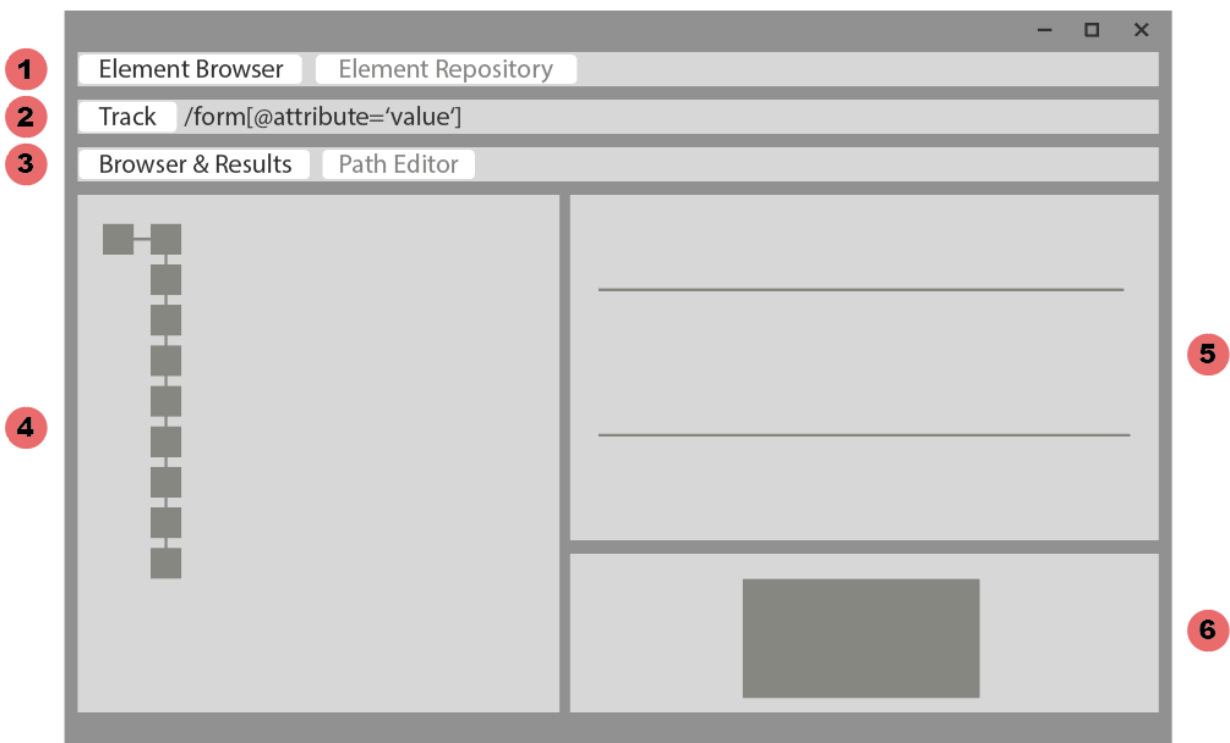 1 Element Browser Element Repository
2 Track /form[@attribute=‘value‘]
3 Browser & Results Path Editor
4
5
6